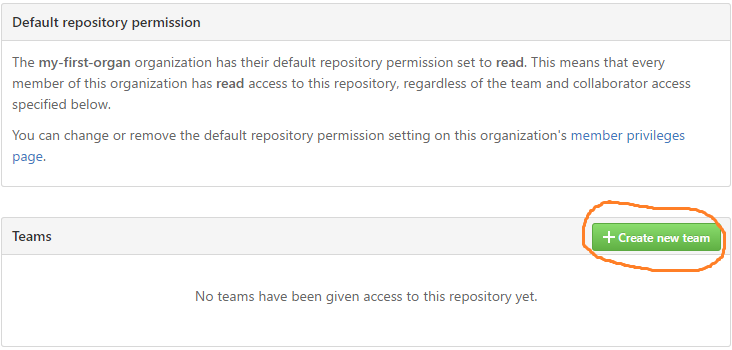 Default repository permission
The my-first-organ organization has their default repository permission set to read. This means that every
member of this organization has read access to this repository, regardless of the team and collaborator access
specified below.
You can change or remove the default repository permission setting on this organization's member privileges
page.
Teams
Create new team
No teams have been given access to this repository yet.